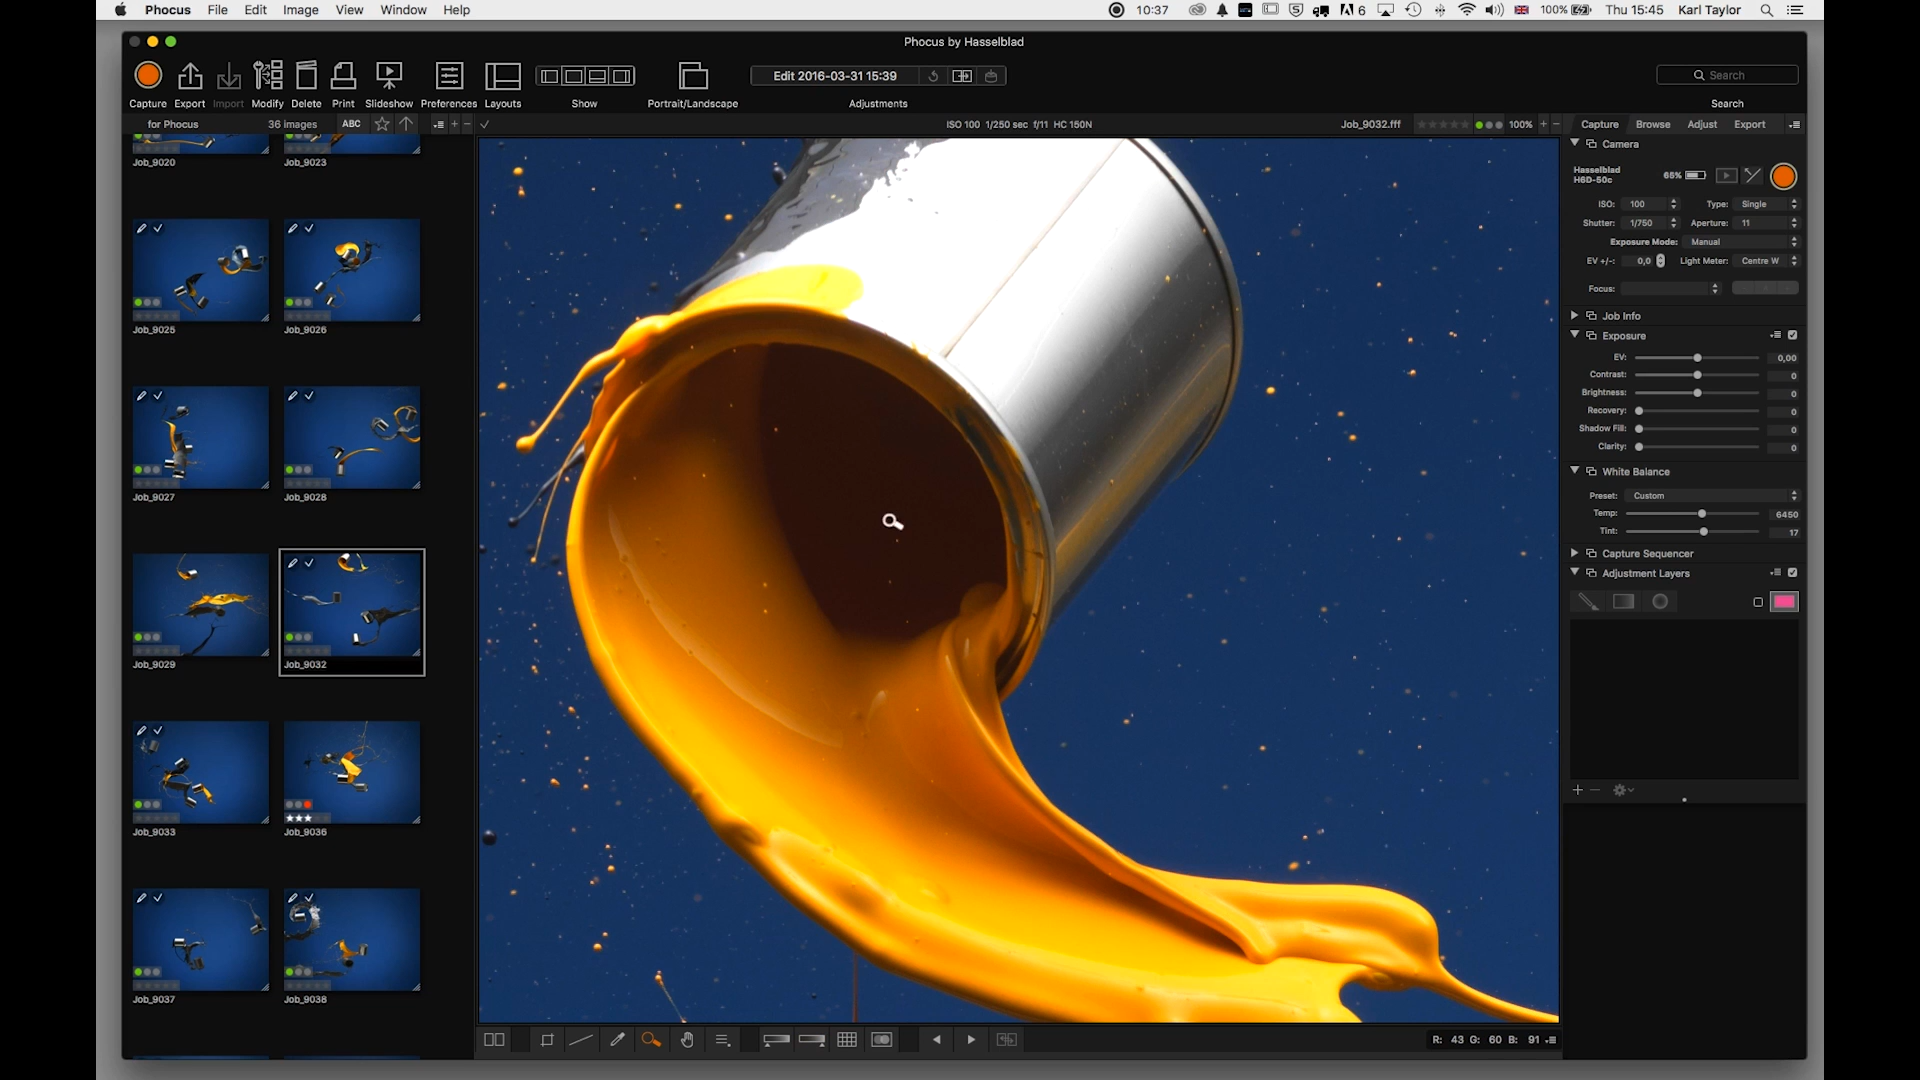 Phocus File Edit Image View Window Help
10:37 6 100% Thu 15:45 Karl Taylor
Phocus by Hasselblad
Edit 2016-03-31 15:39
Search
Capture Export Import Modify Delete Print Slideshow Preferences Layouts Show Portrait/Landscape Adjustments Search
for Phocus 36 images ABC
ISO 100 1/250 sec f/11 HC 150N
Job_9032.fff 100%
Capture Browse Adjust Export
Job_9020 Job_9023
Job_9025 Job_9026
Job_9027 Job_9028
Job_9029 Job_9032
Job_9033 Job_9036
Job_9037 Job_9038
Camera
Hasselblad
H6D-50c
65%
ISO: 100 Type: Single
Shutter: 1/750 Aperture: 11
Exposure Mode: Manual
EV +/-: 0,0 Light Meter: Centre W
Focus:
Job Info
Exposure
EV: 0,00
Contrast: 0
Brightness: 0
Recovery: 0
Shadow Fill: 0
Clarity: 0
White Balance
Preset: Custom
Temp: 6450
Tint: 17
Capture Sequencer
Adjustment Layers
R: 43 G: 60 B: 91